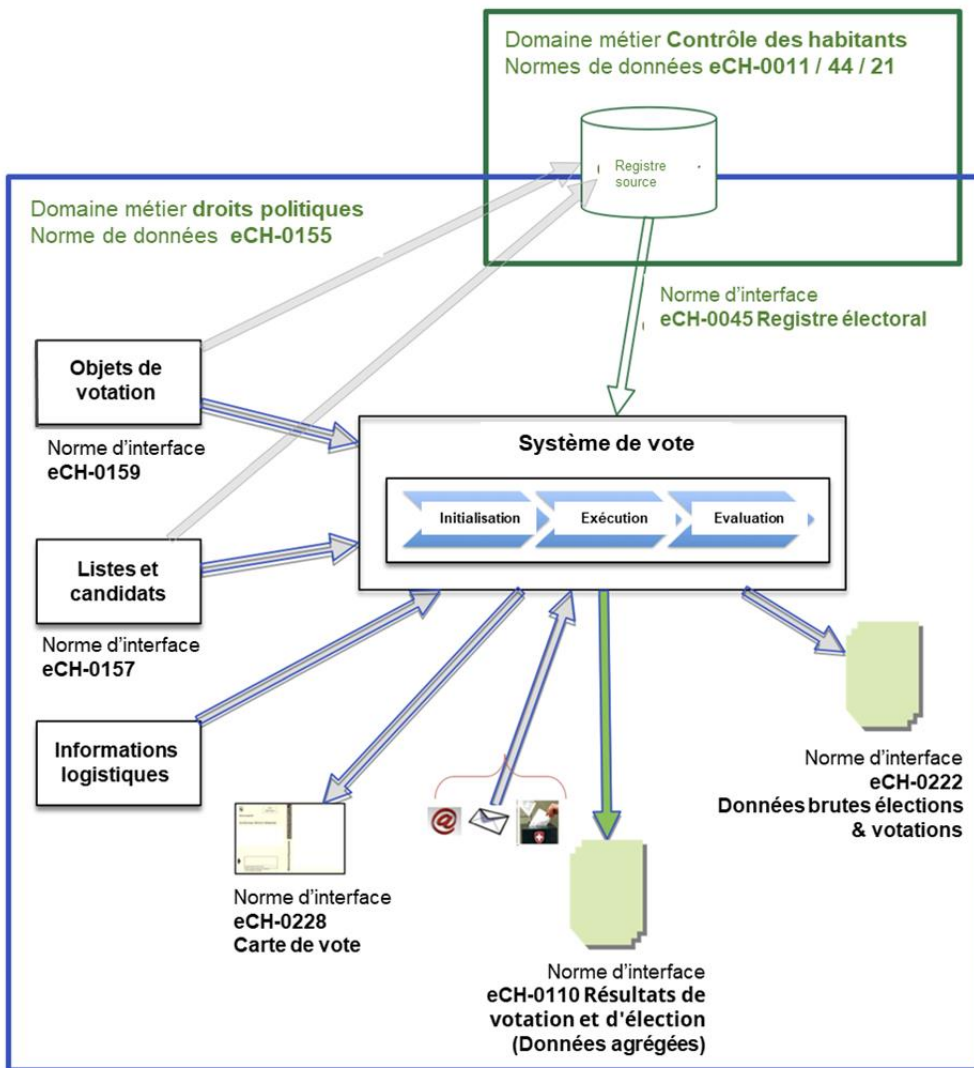 Domaine métier Contrôle des habitants
Normes de données eCH-0011 / 44 / 21
Registre
source
Domaine métier droits politiques
Norme de données eCH-0155
Norme d'interface
eCH-0045 Registre électoral
Objets de
votation
Norme d'interface
eCH-0159
Système de vote
Initialisation
Exécution
Evaluation
Listes et
candidats
Norme d'interface
eCH-0157
Informations
logistiques
@
Norme d'interface
eCH-0222
Données brutes élections
& votations
Norme d'interface
eCH-0228
Carte de vote
Norme d'interface
eCH-0110 Résultats de
votation et d'élection
(Données agrégées)